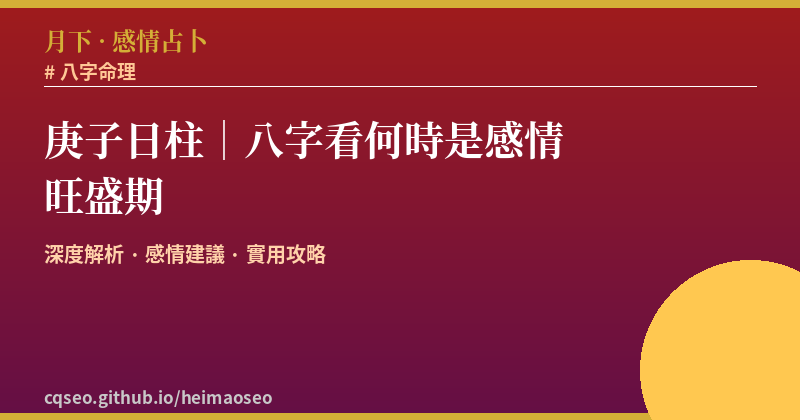 月下 · 感情占卜
# 八字命理
庚子日柱｜八字看何時是感情
旺盛期
深度解析 · 感情建議 · 實用攻略
cqseo.github.io/heimaoseo